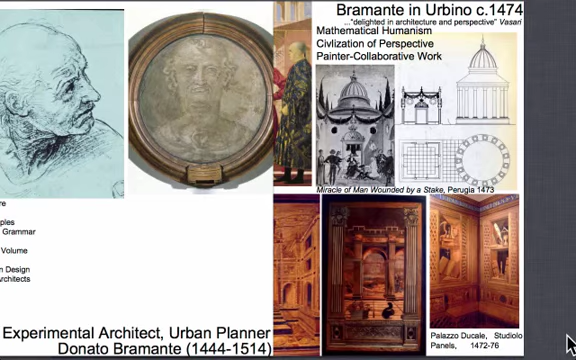 Bramante in Urbino c.1474
..."delighted in architecture and perspective" Vasari
Mathematical Humanism
Civlization of Perspective
Painter-Collaborative Work
Miracle of Man Wounded by a Stake, Perugia 1473
re
ples
Grammar
Volume
n Design
rchitects
Experimental Architect, Urban Planner
Donato Bramante (1444-1514)
Palazzo Ducale, Studiolo
Panels, 1472-76